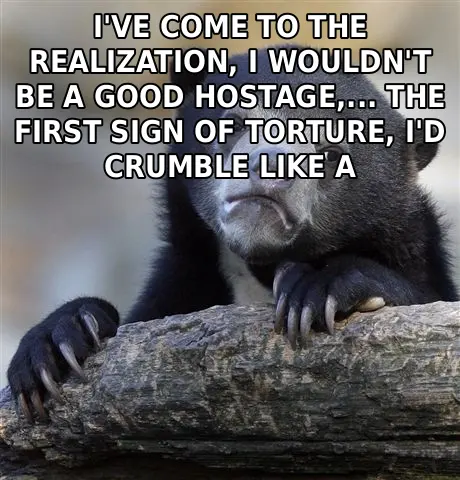 I'VE COME TO THE
REALIZATION, I WOULDN'T
BE A GOOD HOSTAGE,... THE
FIRST SIGN OF TORTURE, I'D
CRUMBLE LIKE A